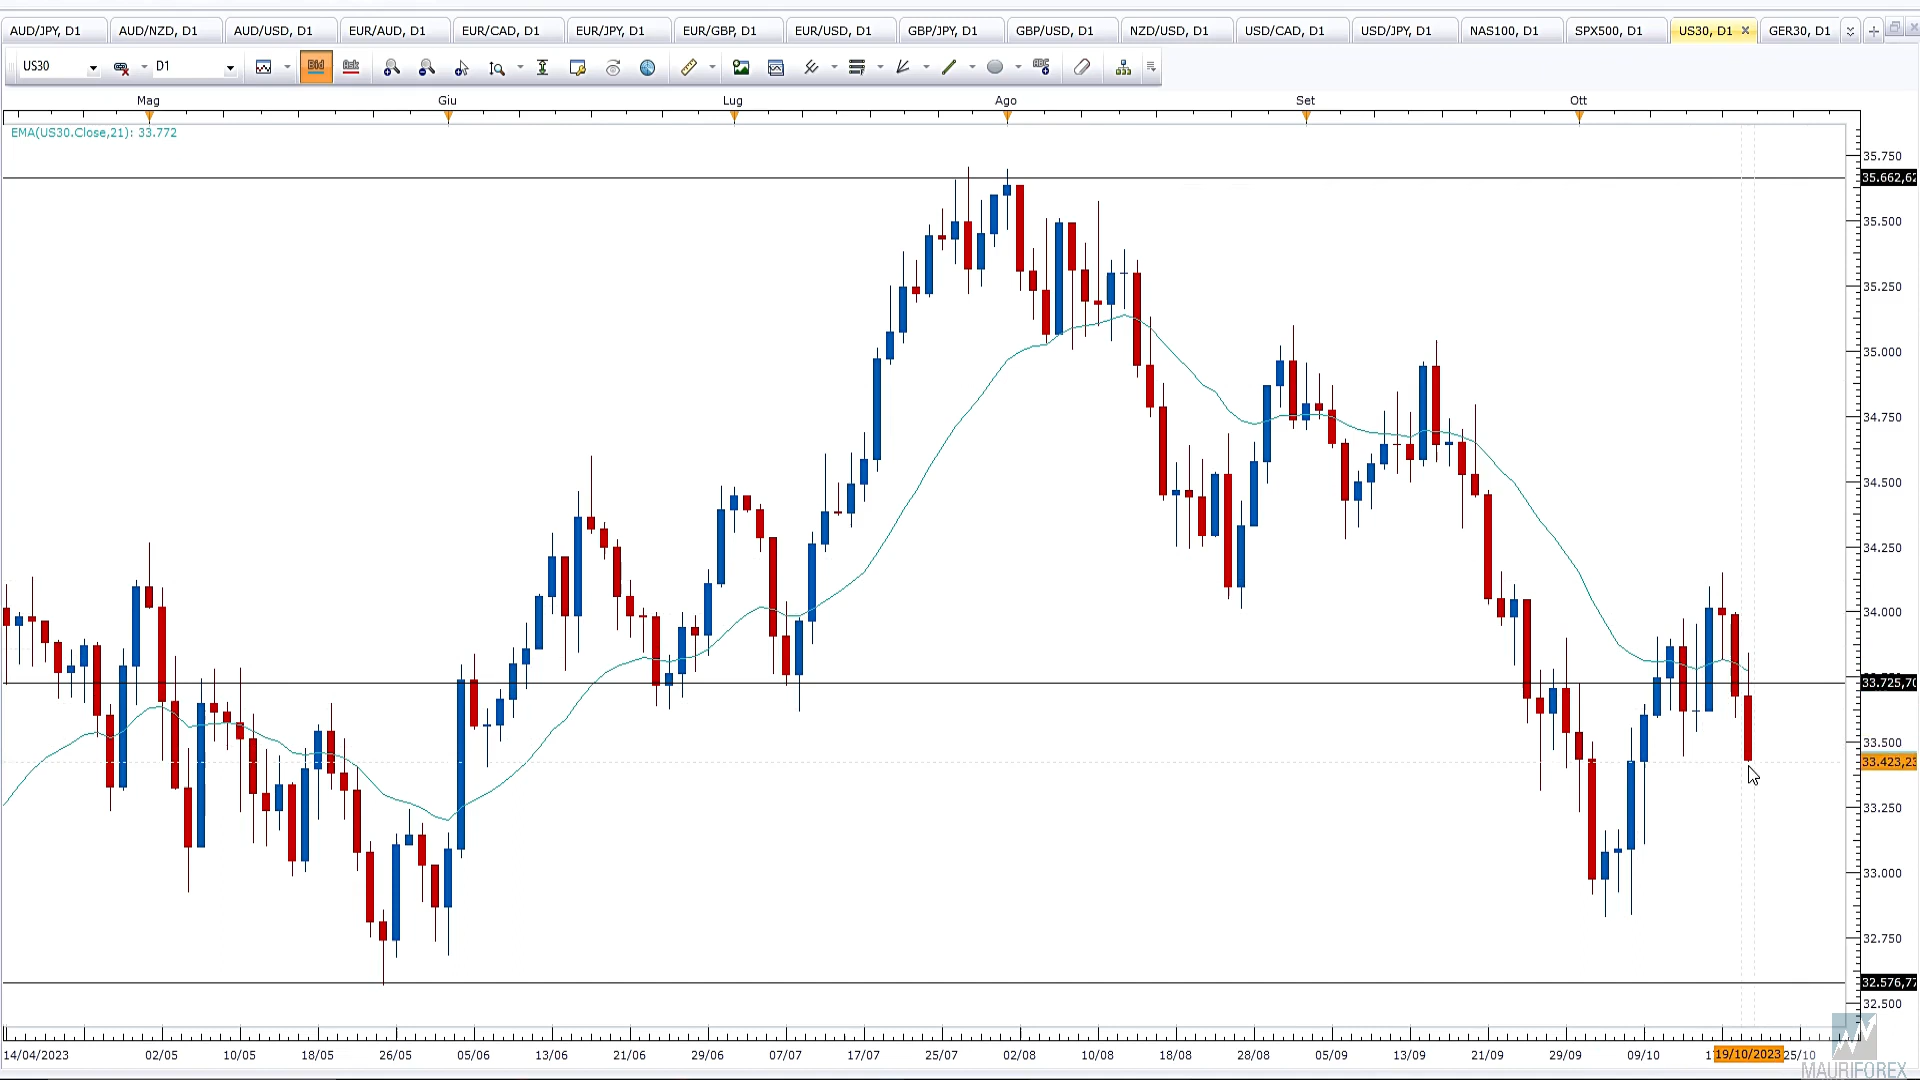 AUD/JPY, D1 AUD/NZD, D1 AUD/USD, D1 EUR/AUD, D1 EUR/CAD, D1 EUR/JPY, D1 EUR/GBP, D1 EUR/USD, D1 GBP/JPY, D1 GBP/USD, D1 NZD/USD, D1 USD/CAD, D1 USD/JPY, D1 NAS100, D1 SPX500, D1 US30, D1 GER30, D1
US30 D1 Bid Ask ABC
Mag Giu Lug Ago Set Ott
EMA(US30.Close,21): 33.772
35.750
35.662,62
35.500
35.250
35.000
34.750
34.500
34.250
34.000
33.725,70
33.500
33.423,23
33.250
33.000
32.750
32.576,77
32.500
14/04/2023 02/05 10/05 18/05 26/05 05/06 13/06 21/06 29/06 07/07 17/07 25/07 02/08 10/08 18/08 28/08 05/09 13/09 21/09 29/09 09/10 19/10/2023 25/10
MAURIFOREX